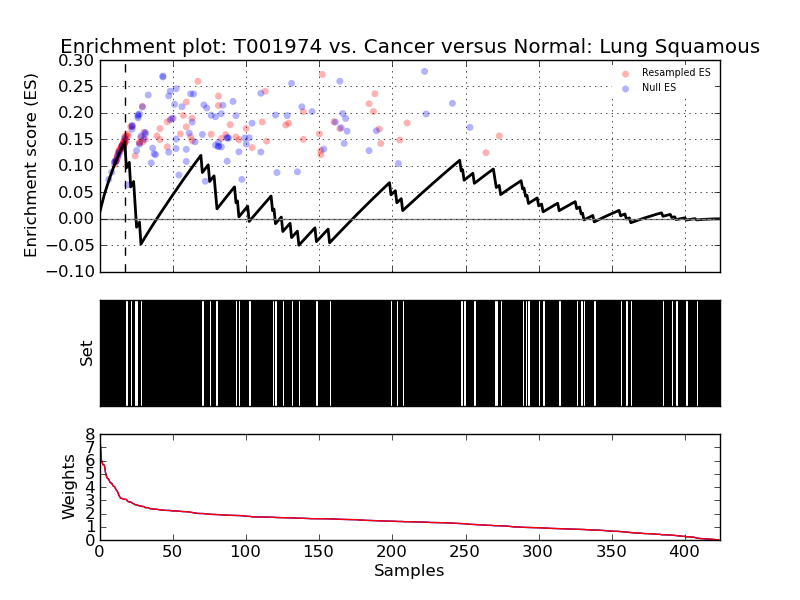 Enrichment plot: T001974 vs. Cancer versus Normal: Lung Squamous
0.30
0.25
0.20
0.15
0.10
0.05
0.00
−0.05
−0.10
Enrichment score (ES)
Resampled ES
Null ES
Set
8
7
6
5
4
3
2
1
0
Weights
0 50 100 150 200 250 300 350 400
Samples